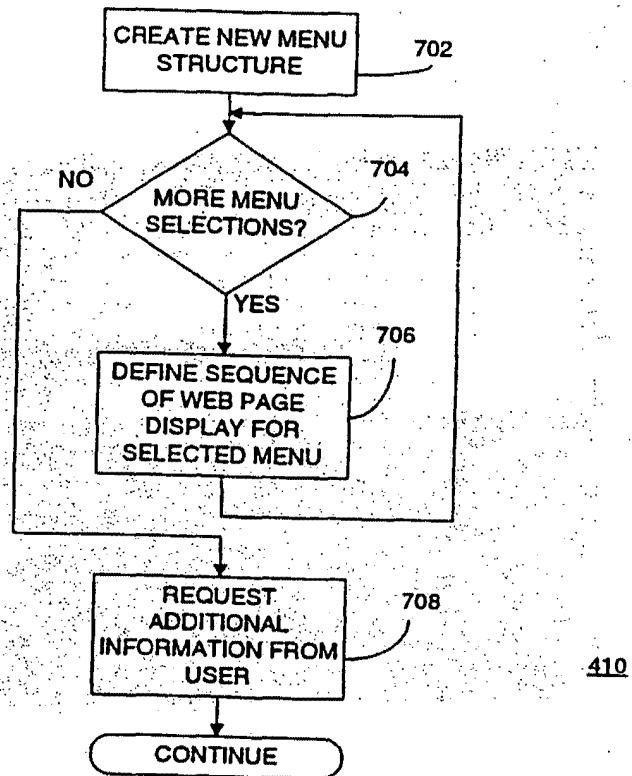 CREATE NEW MENU
STRUCTURE
702
NO
MORE MENU
SELECTIONS?
704
YES
706
DEFINE SEQUENCE
OF WEB PAGE
DISPLAY FOR
SELECTED MENU
REQUEST
ADDITIONAL
INFORMATION FROM
USER
708
410
CONTINUE